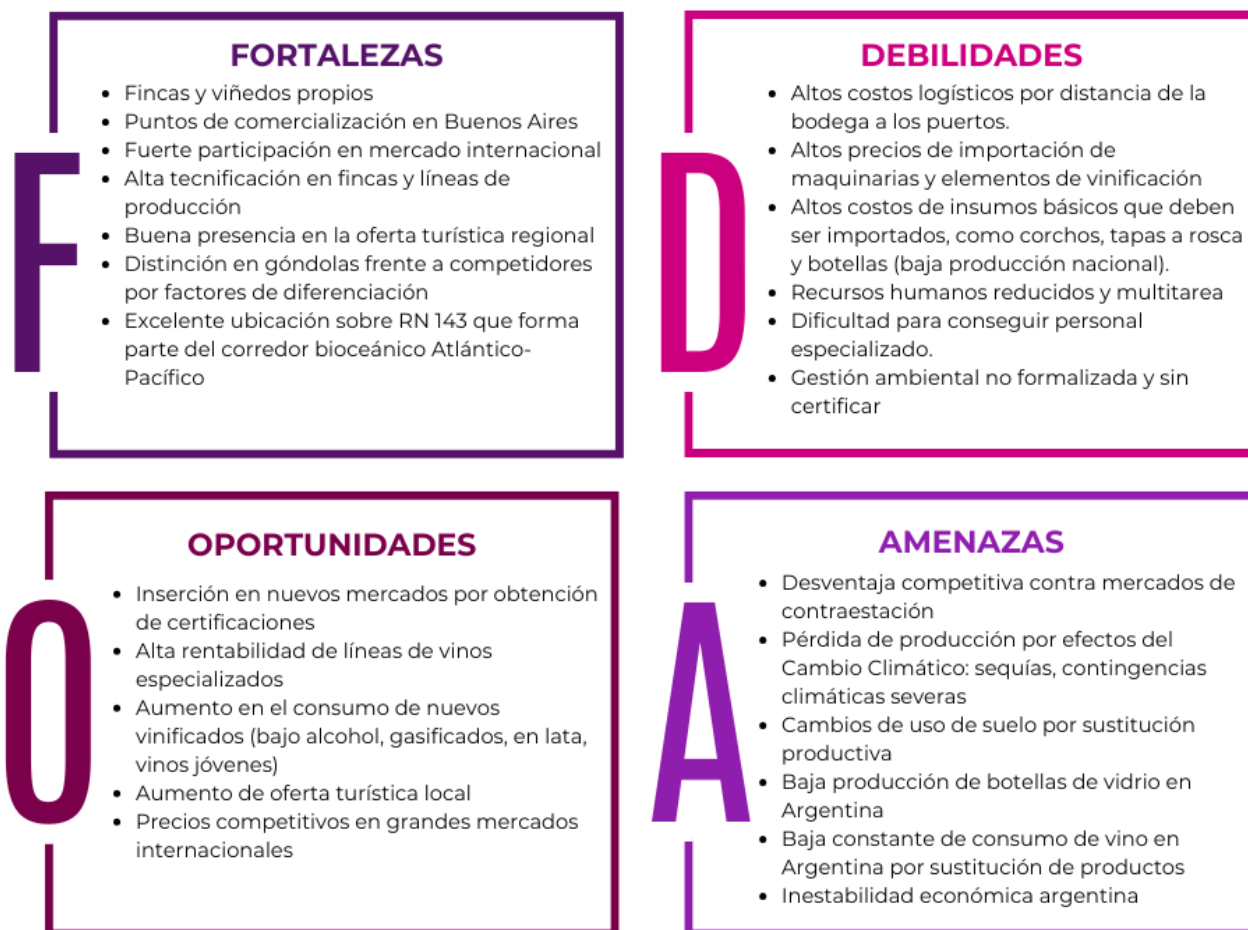 F
FORTALEZAS
• Fincas y viñedos propios
• Puntos de comercialización en Buenos Aires
• Fuerte participación en mercado internacional
• Alta tecnificación en fincas y líneas de
producción
• Buena presencia en la oferta turística regional
• Distinción en góndolas frente a competidores
por factores de diferenciación
• Excelente ubicación sobre RN 143 que forma
parte del corredor bioceánico Atlántico-
Pacífico
D
DEBILIDADES
• Altos costos logísticos por distancia de la
bodega a los puertos.
• Altos precios de importación de
maquinarias y elementos de vinificación
• Altos costos de insumos básicos que deben
ser importados, como corchos, tapas a rosca
y botellas (baja producción nacional).
• Recursos humanos reducidos y multitarea
• Dificultad para conseguir personal
especializado.
• Gestión ambiental no formalizada y sin
certificar
O
OPORTUNIDADES
• Inserción en nuevos mercados por obtención
de certificaciones
• Alta rentabilidad de líneas de vinos
especializados
• Aumento en el consumo de nuevos
vinificados (bajo alcohol, gasificados, en lata,
vinos jóvenes)
• Aumento de oferta turística local
• Precios competitivos en grandes mercados
internacionales
A
AMENAZAS
• Desventaja competitiva contra mercados de
contraestación
• Pérdida de producción por efectos del
Cambio Climático: sequías, contingencias
climáticas severas
• Cambios de uso de suelo por sustitución
productiva
• Baja producción de botellas de vidrio en
Argentina
• Baja constante de consumo de vino en
Argentina por sustitución de productos
• Inestabilidad económica argentina